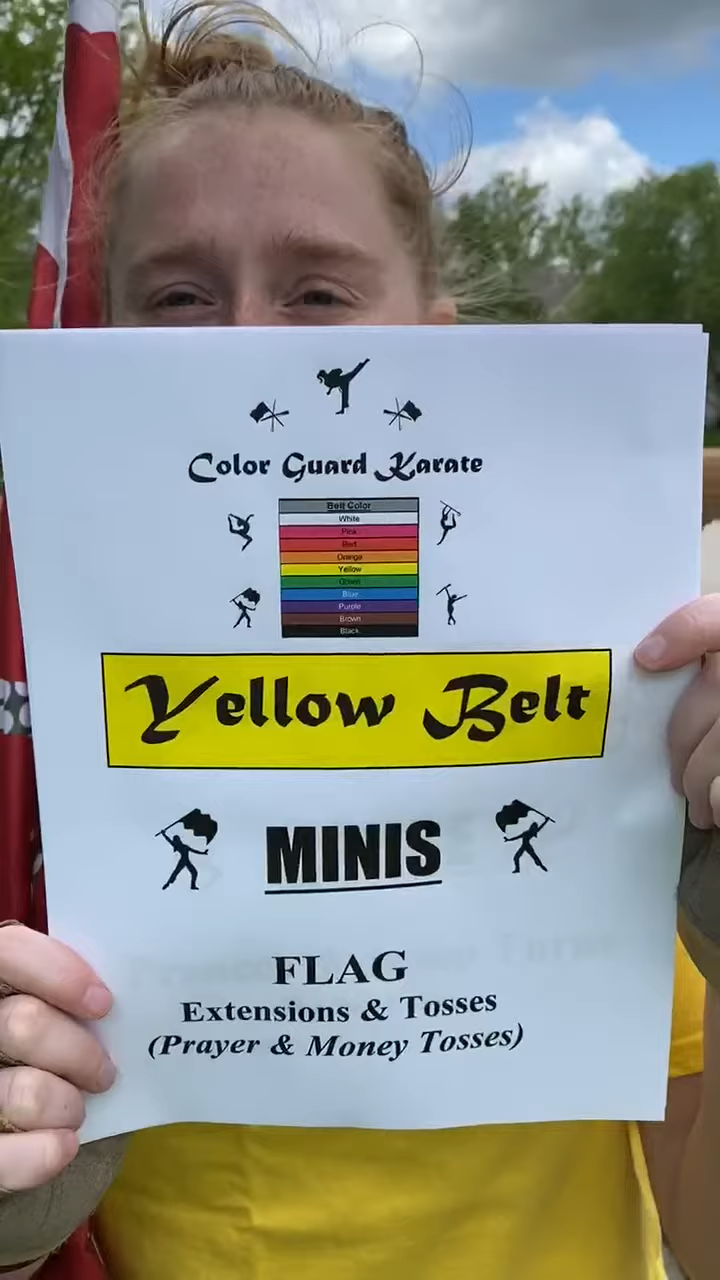 Color Guard Karate
Belt Color
White
Pink
Red
Orange
Yellow
Green
Blue
Purple
Brown
Black
Yellow Belt
MINIS
FLAG
Extensions & Tosses
(Prayer & Money Tosses)